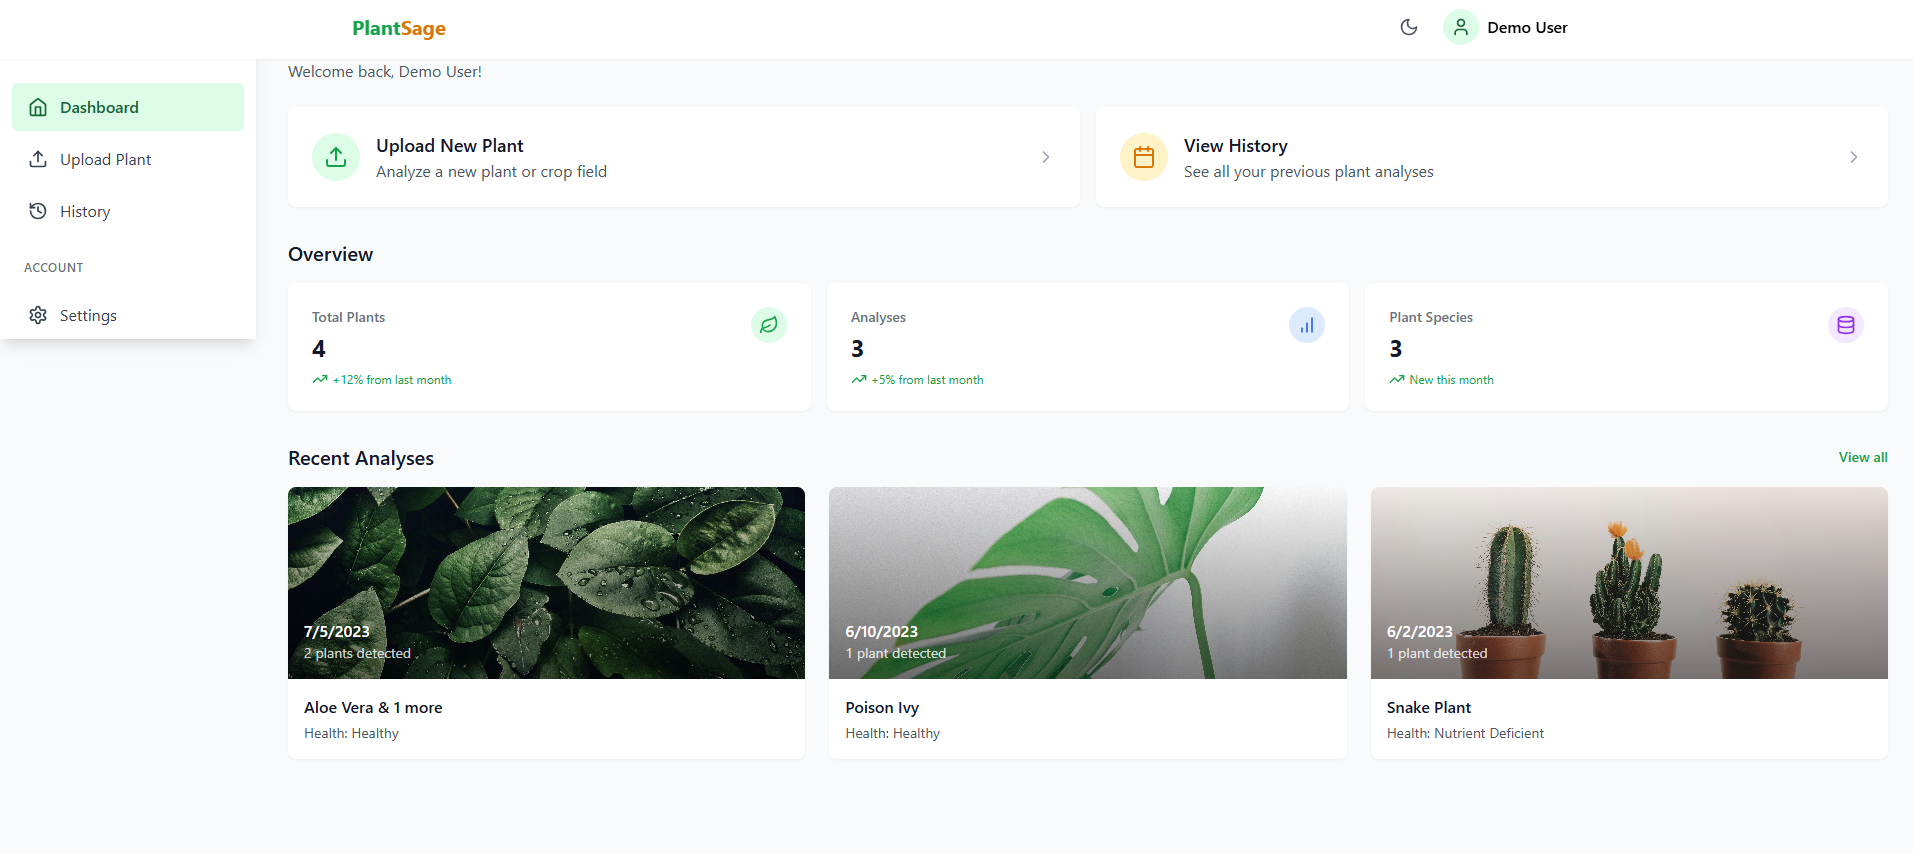 PlantSage
Demo User
Dashboard
Upload Plant
History
ACCOUNT
Settings
Welcome back, Demo User!
Upload New Plant
Analyze a new plant or crop field
View History
See all your previous plant analyses
Overview
Total Plants
4
+12% from last month
Analyses
3
+5% from last month
Plant Species
3
New this month
Recent Analyses
View all
7/5/2023
2 plants detected
Aloe Vera & 1 more
Health: Healthy
6/10/2023
1 plant detected
Poison Ivy
Health: Healthy
6/2/2023
1 plant detected
Snake Plant
Health: Nutrient Deficient